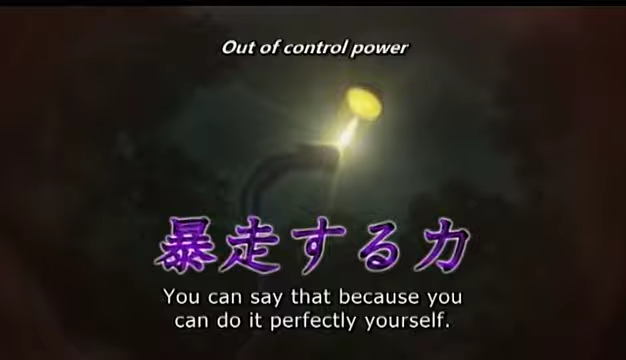 Out of control power
暴走する力
You can say that because you
can do it perfectly yourself.